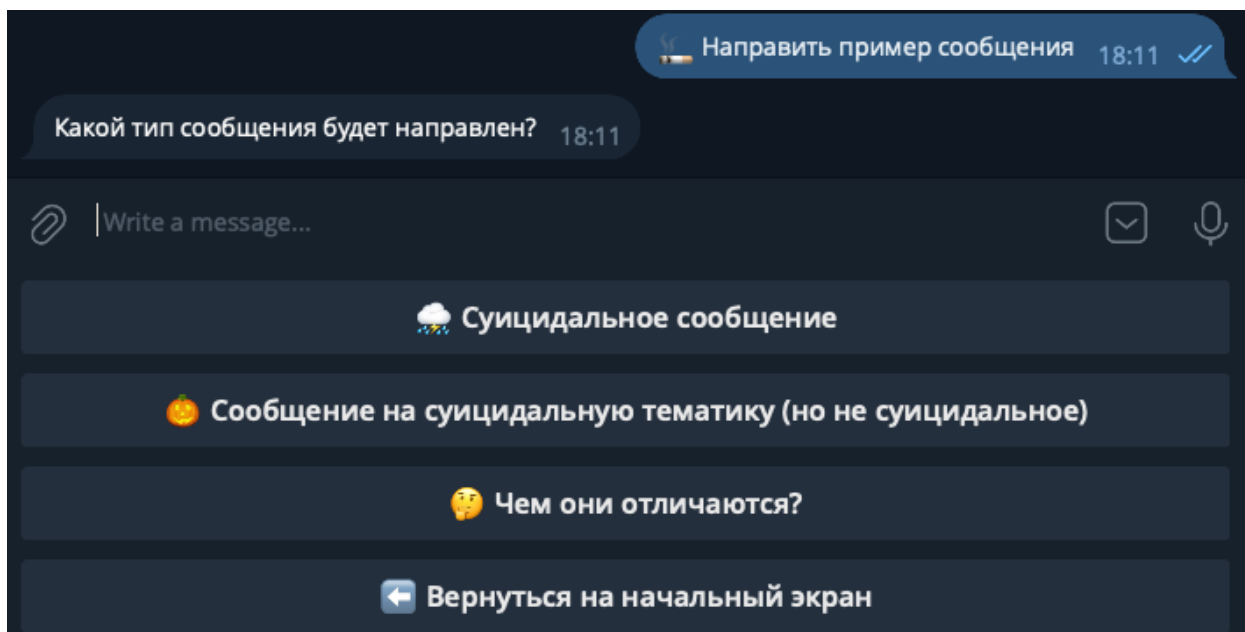 🚬 Направить пример сообщения 18:11
Какой тип сообщения будет направлен? 18:11
Write a message...
🌩 Суицидальное сообщение
🎃 Сообщение на суицидальную тематику (но не суицидальное)
🤔 Чем они отличаются?
⬅️ Вернуться на начальный экран